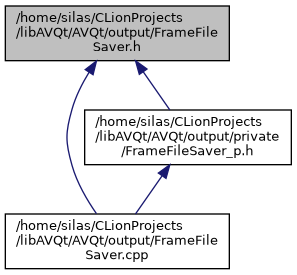 /home/silas/CLionProjects
/libAVQt/AVQt/output/FrameFile
Saver.h
/home/silas/CLionProjects
/libAVQt/AVQt/output/private
/FrameFileSaver_p.h
/home/silas/CLionProjects
/libAVQt/AVQt/output/FrameFile
Saver.cpp